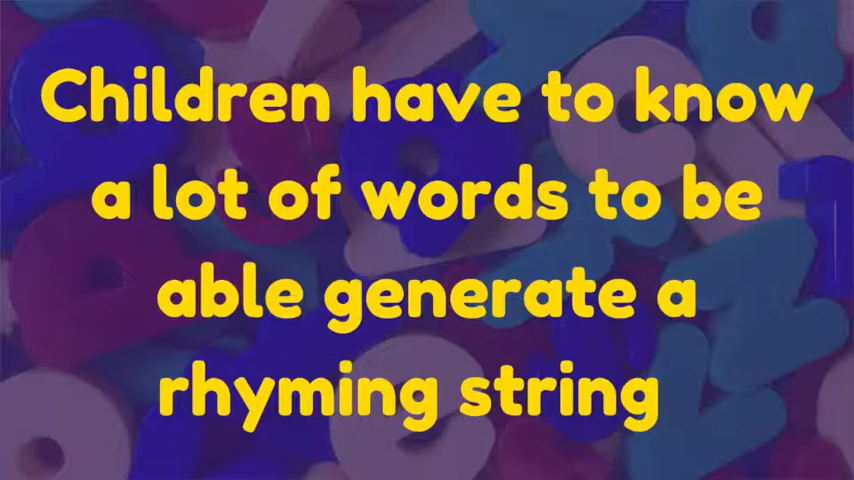 Children have to know
a lot of words to be
able generate a
rhyming string